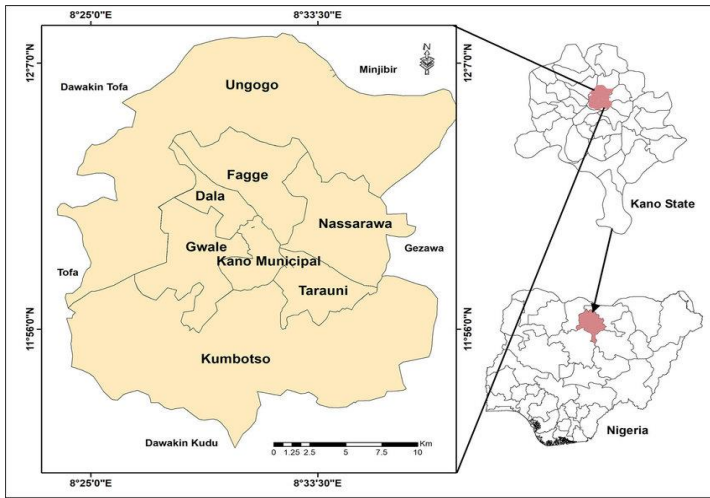 8°25'0"E
8°33'30"E
12°7'0"N
12°7'0"N
N
Minjibir
Dawakin Tofa
Ungogo
Fagge
Dala
Nassarawa
Kano State
Gwale
Gezawa
Kano Municipal
Tofa
Tarauni
11°56'0"N
11°56'0"N
Kumbotso
Dawakin Kudu
Km
0 1.25 2.5 5 7.5 10
Nigeria
8°25'0"E
8°33'30"E